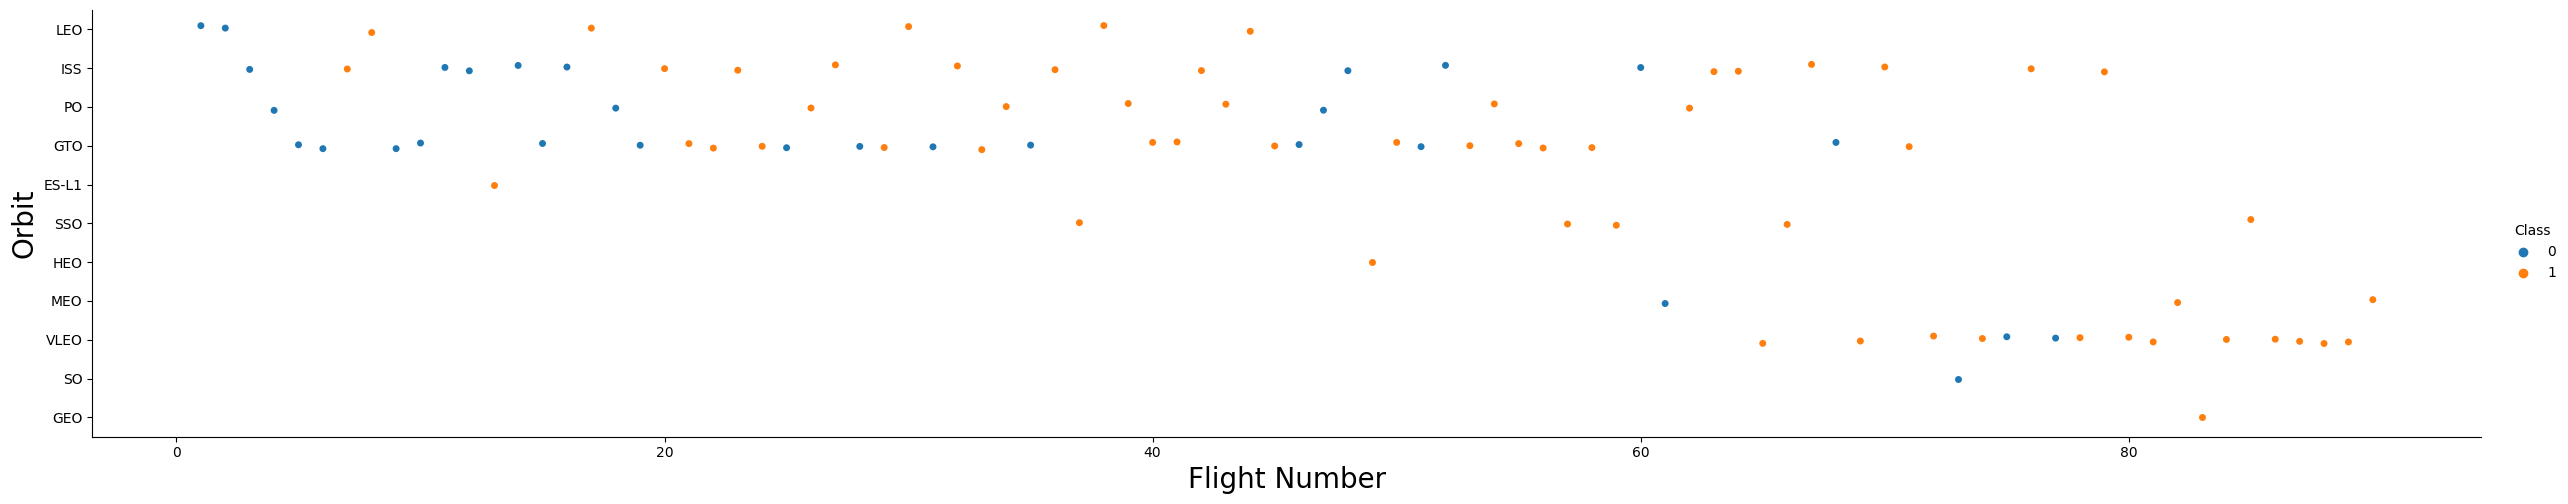 LEO
ISS
PO
GTO
ES-L1
SSO
HEO
MEO
VLEO
SO
GEO
Orbit
0 20 40 60 80
Flight Number
Class
0
1